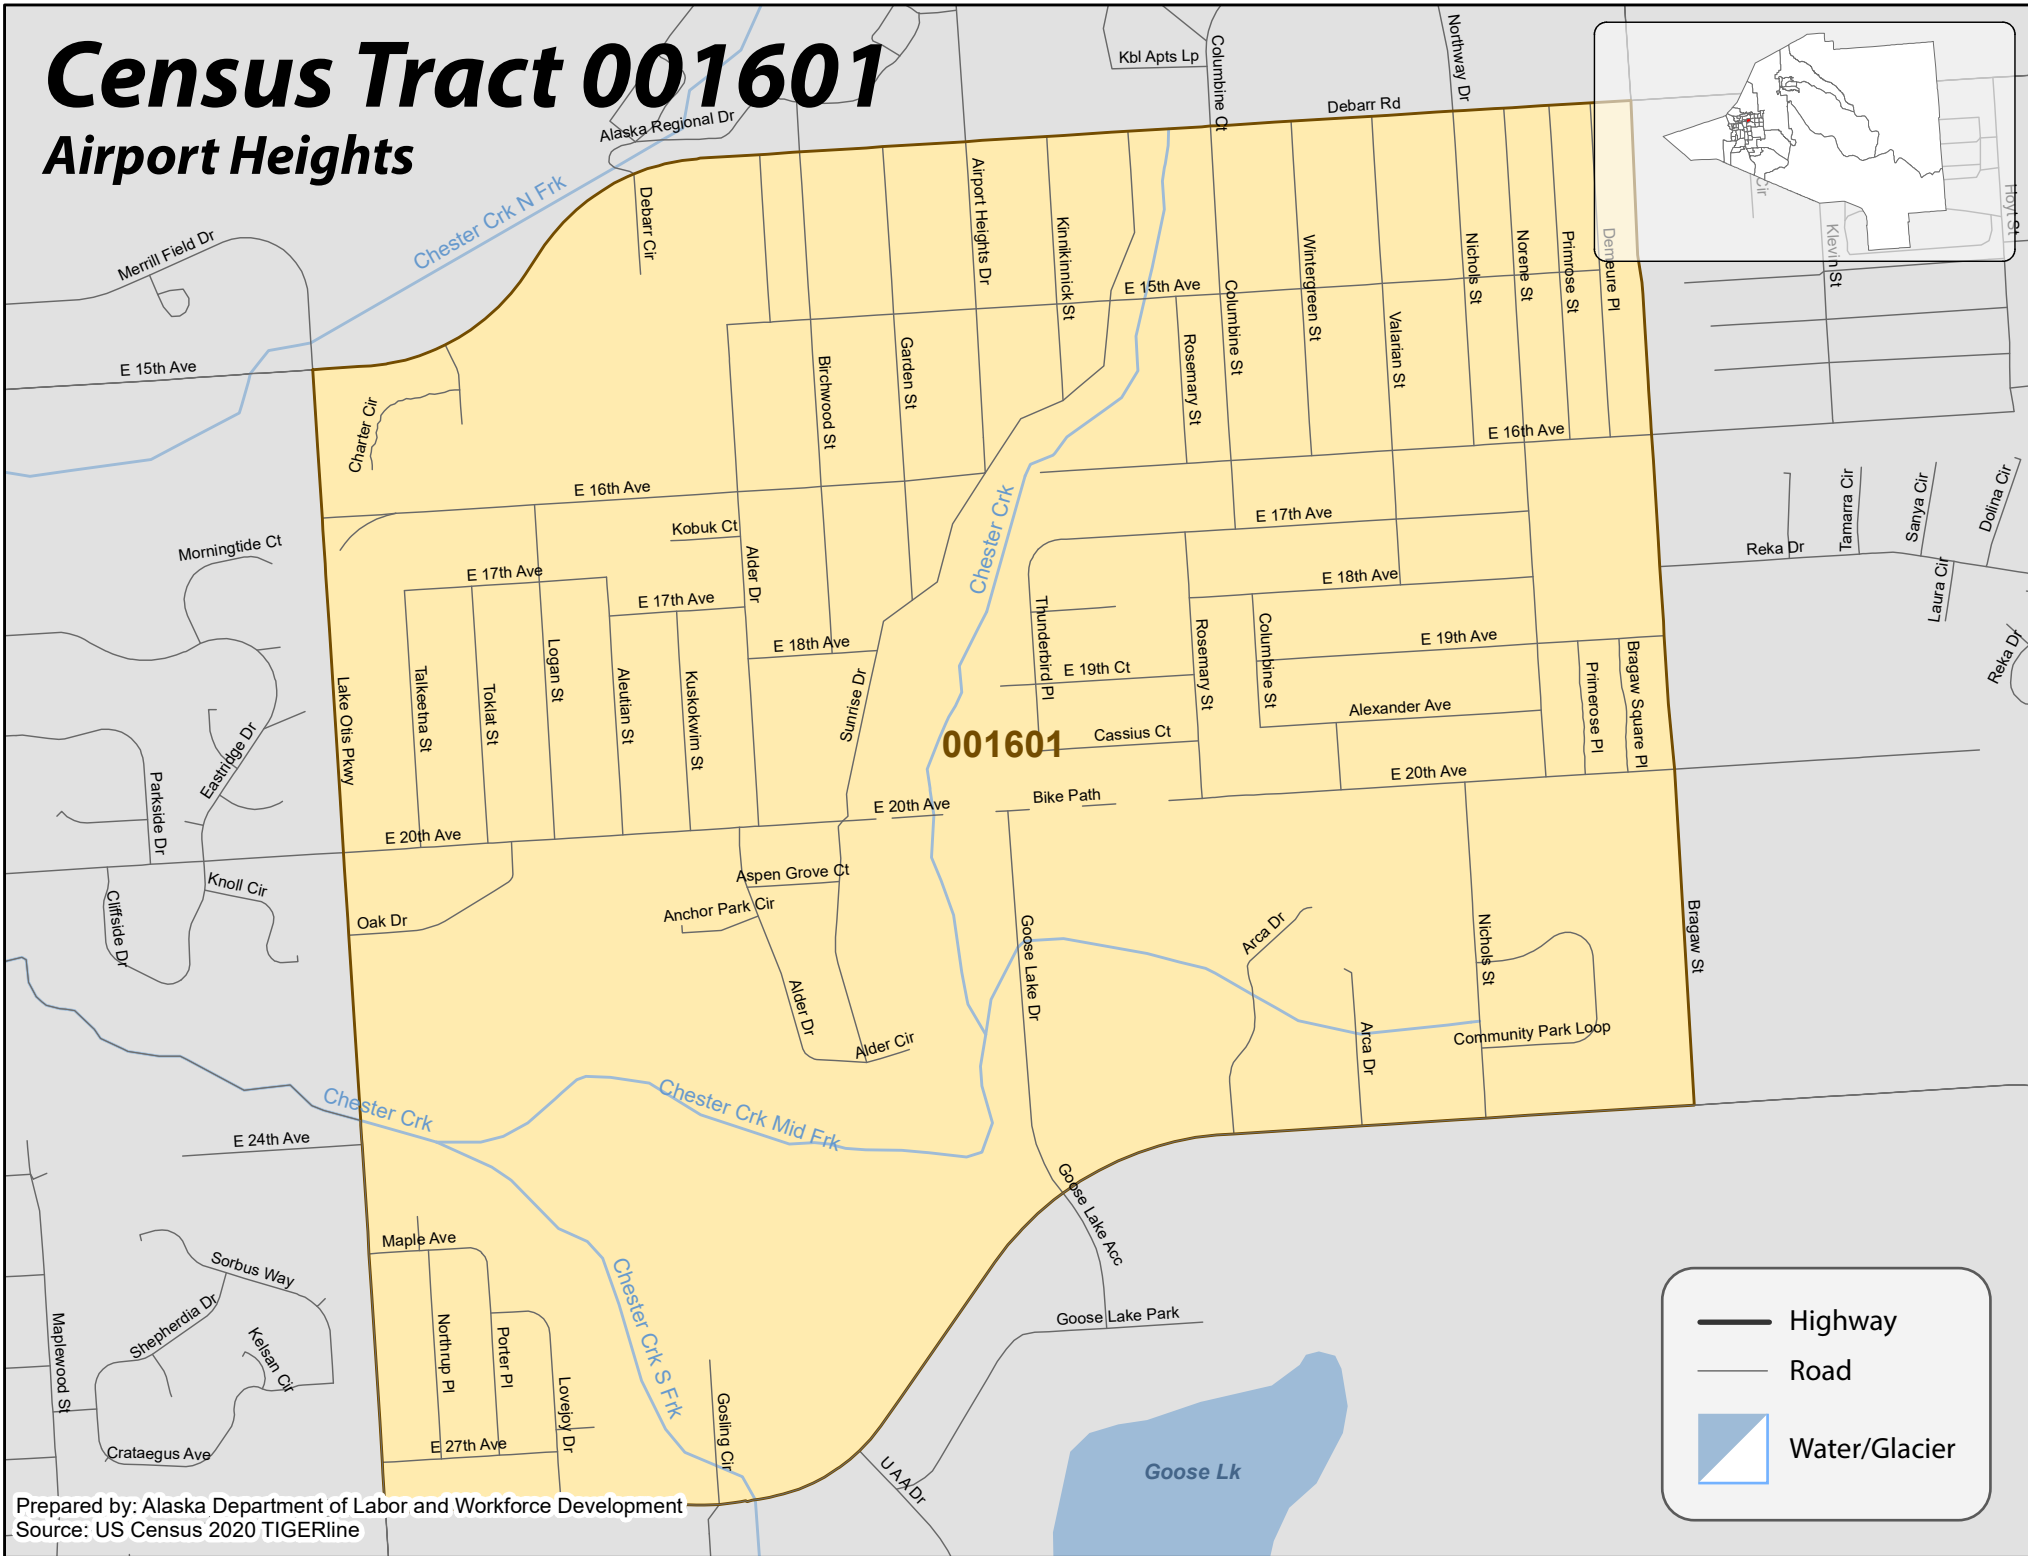 Census Tract 001601
Airport Heights
Kbl Apts Lp
Columbine Ct
Northway Dr
Debarr Rd
Alaska Regional Dr
Chester Crk N Frk
Merrill Field Dr
Debarr Cir
Airport Heights Dr
Kinnikinnick St
E 15th Ave
Columbine St
Wintergreen St
Nichols St
Norene St
Primrose St
Demeure Pl
Cir
Klevin St
Hoyt St
E 15th Ave
Charter Cir
Birchwood St
Garden St
Rosemary St
Valarian St
E 16th Ave
E 16th Ave
Kobuk Ct
Chester Crk
E 17th Ave
Reka Dr
Tamarra Cir
Sanya Cir
Dolina Cir
Laura Cir
Reka Dr
Morningtide Ct
E 17th Ave
E 17th Ave
Alder Dr
E 18th Ave
E 18th Ave
Thunderbird Pl
Rosemary St
Columbine St
E 19th Ave
E 19th Ct
Primerose Pl
Bragaw Square Pl
Lake Otis Pkwy
Talkeetna St
Toklat St
Logan St
Aleutian St
Kuskokwim St
Sunrise Dr
001601
Cassius Ct
Alexander Ave
E 20th Ave
Eastridge Dr
Parkside Dr
E 20th Ave
E 20th Ave
Bike Path
Knoll Cir
Cliffside Dr
Oak Dr
Aspen Grove Ct
Anchor Park Cir
Alder Dr
Alder Cir
Goose Lake Dr
Arca Dr
Arca Dr
Nichols St
Community Park Loop
Bragaw St
Chester Crk
Chester Crk Mid Frk
E 24th Ave
Maple Ave
Goose Lake Acc
Sorbus Way
Shepherdia Dr
Kelsan Cir
Maplewood St
Crataegus Ave
Northrup Pl
Porter Pl
Lovejoy Dr
E 27th Ave
Chester Crk S Frk
Gosling Cir
Goose Lake Park
U A A Dr
Goose Lk
Highway
Road
Water/Glacier
Prepared by: Alaska Department of Labor and Workforce Development
Source: US Census 2020 TIGERline